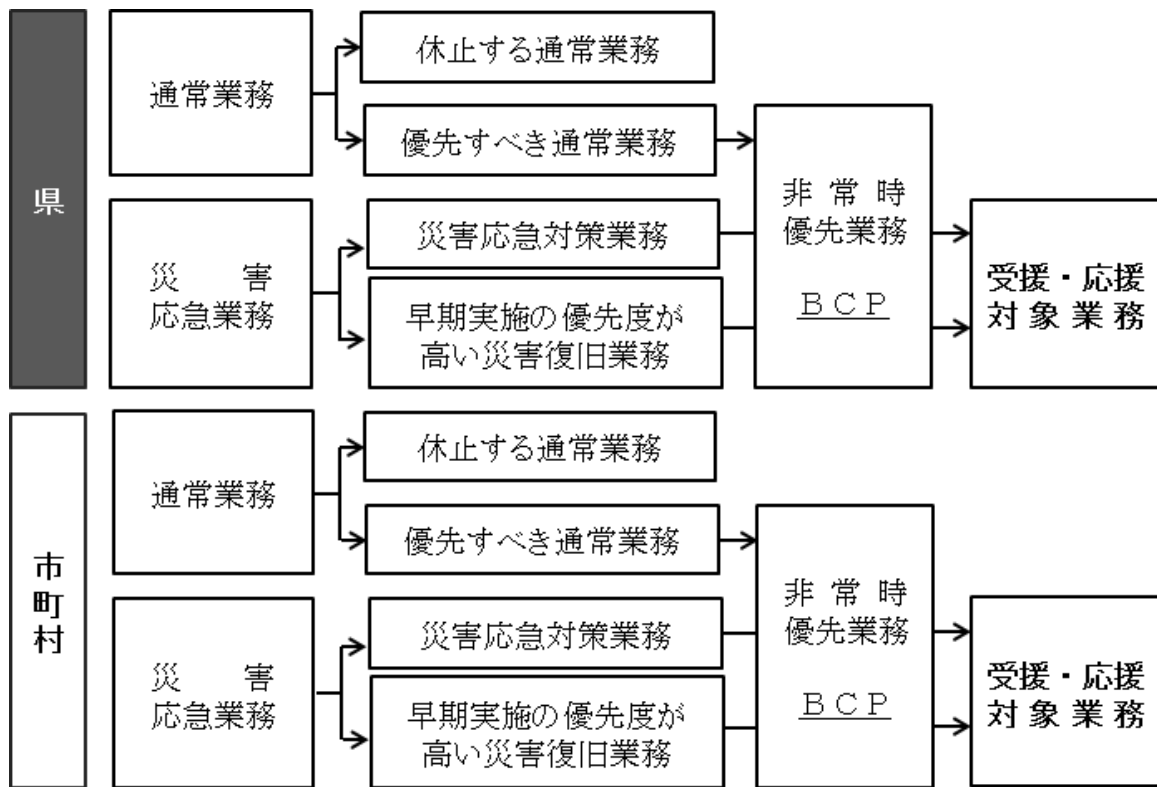 県
通常業務
休止する通常業務
優先すべき通常業務
災　害
応急業務
災害応急対策業務
早期実施の優先度が
高い災害復旧業務
非 常 時
優先業務
ＢＣＰ
受援・応援
対 象 業 務
市
町
村
通常業務
休止する通常業務
優先すべき通常業務
災　害
応急業務
災害応急対策業務
早期実施の優先度が
高い災害復旧業務
非 常 時
優先業務
ＢＣＰ
受援・応援
対 象 業 務